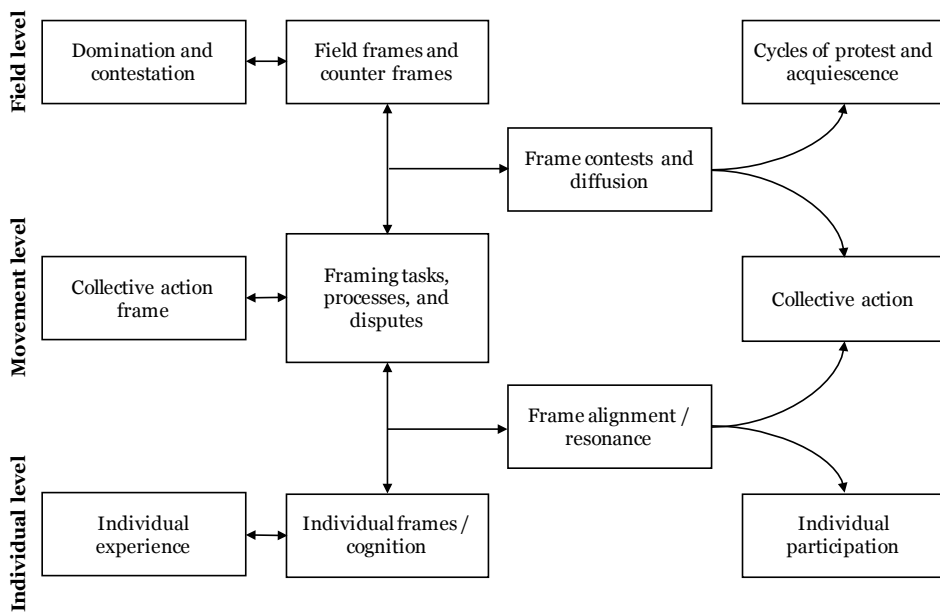 Field level
Domination and
contestation
Field frames and
counter frames
Cycles of protest and
acquiescence
Frame contests and
diffusion
Movement level
Collective action
frame
Framing tasks,
processes, and
disputes
Collective action
Frame alignment /
resonance
Individual level
Individual
experience
Individual frames /
cognition
Individual
participation